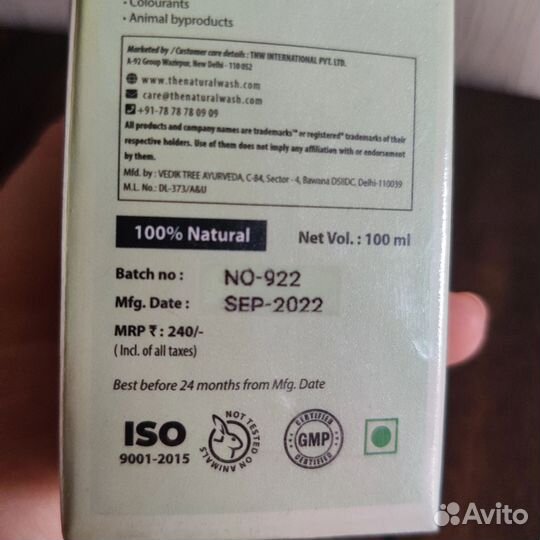 • Colourants
• Animal byproducts
Marketed by / Customer care details : TNW INTERNATIONAL PVT. LTD.
A-92 Group Wazirpur, New Delhi - 110 052
www.thenaturalwash.com
care@thenaturalwash.com
+91-78 78 78 09 09
All products and company names are trademarks™ or registered® trademarks of their
respective holders. Use of them does not imply any affiliation with or endorsement
by them.
Mfd. by : VEDIK TREE AYURVEDA, C-84, Sector - 4, Bawana DSIIDC, Delhi-110039
M.L. No.: DL-373/A&U
100% Natural Net Vol. : 100 ml
Batch no : NO-922
Mfg. Date : SEP-2022
MRP ₹ : 240/-
( Incl. of all taxes)
Best before 24 months from Mfg. Date
ISO
9001-2015
NOT TESTED ON ANIMALS
CERTIFIED
GMP
CERTIFIED
Avito